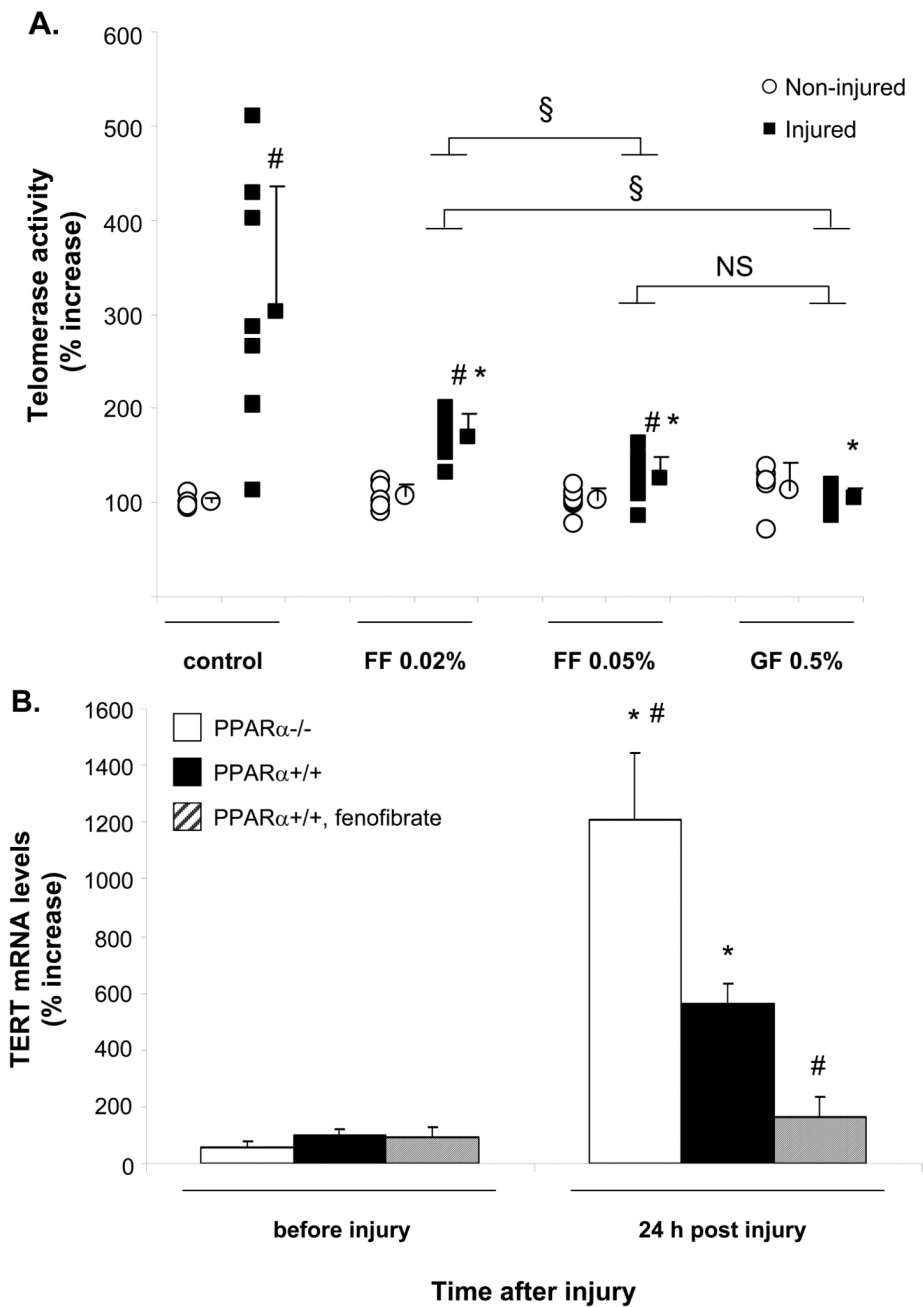 A.
600
500
400
300
200
100
Telomerase activity
(% increase)
Non-injured
Injured
#
§
§
NS
# *
# *
*
control
FF 0.02%
FF 0.05%
GF 0.5%
B.
1600
1400
1200
1000
800
600
400
200
0
TERT mRNA levels
(% increase)
PPARα-/-
PPARα+/+
PPARα+/+, fenofibrate
* #
*
#
before injury
24 h post injury
Time after injury